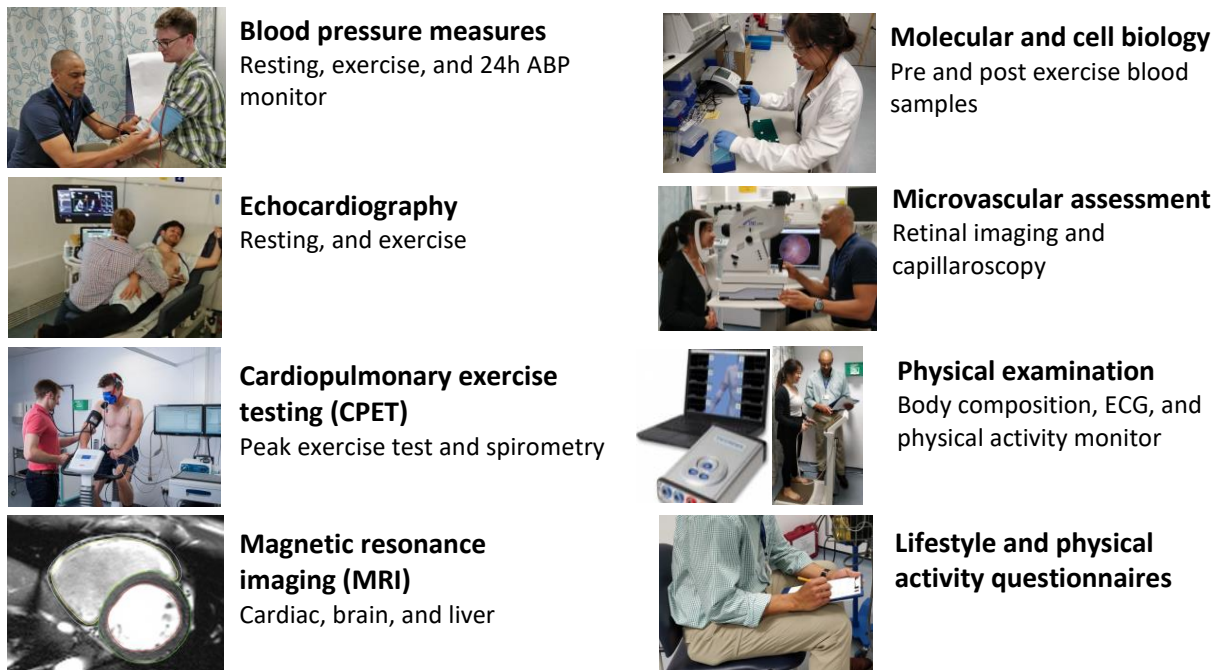 Blood pressure measures
Resting, exercise, and 24h ABP
monitor
Echocardiography
Resting, and exercise
Cardiopulmonary exercise
testing (CPET)
Peak exercise test and spirometry
Magnetic resonance
imaging (MRI)
Cardiac, brain, and liver
Molecular and cell biology
Pre and post exercise blood
samples
Microvascular assessment
Retinal imaging and
capillaroscopy
Physical examination
Body composition, ECG, and
physical activity monitor
Lifestyle and physical
activity questionnaires